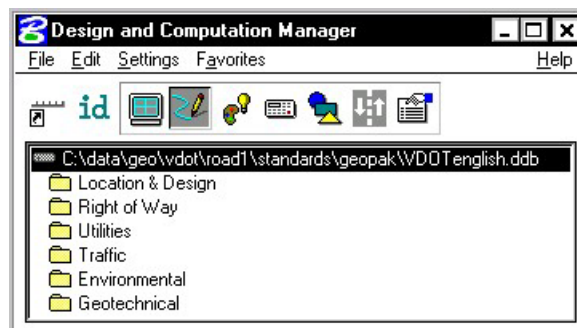 Design and Computation Manager
File Edit Settings Favorites Help
id
C:\data\geo\vdot\road1\standards\geopak\VDOTenglish.ddb
Location & Design
Right of Way
Utilities
Traffic
Environmental
Geotechnical